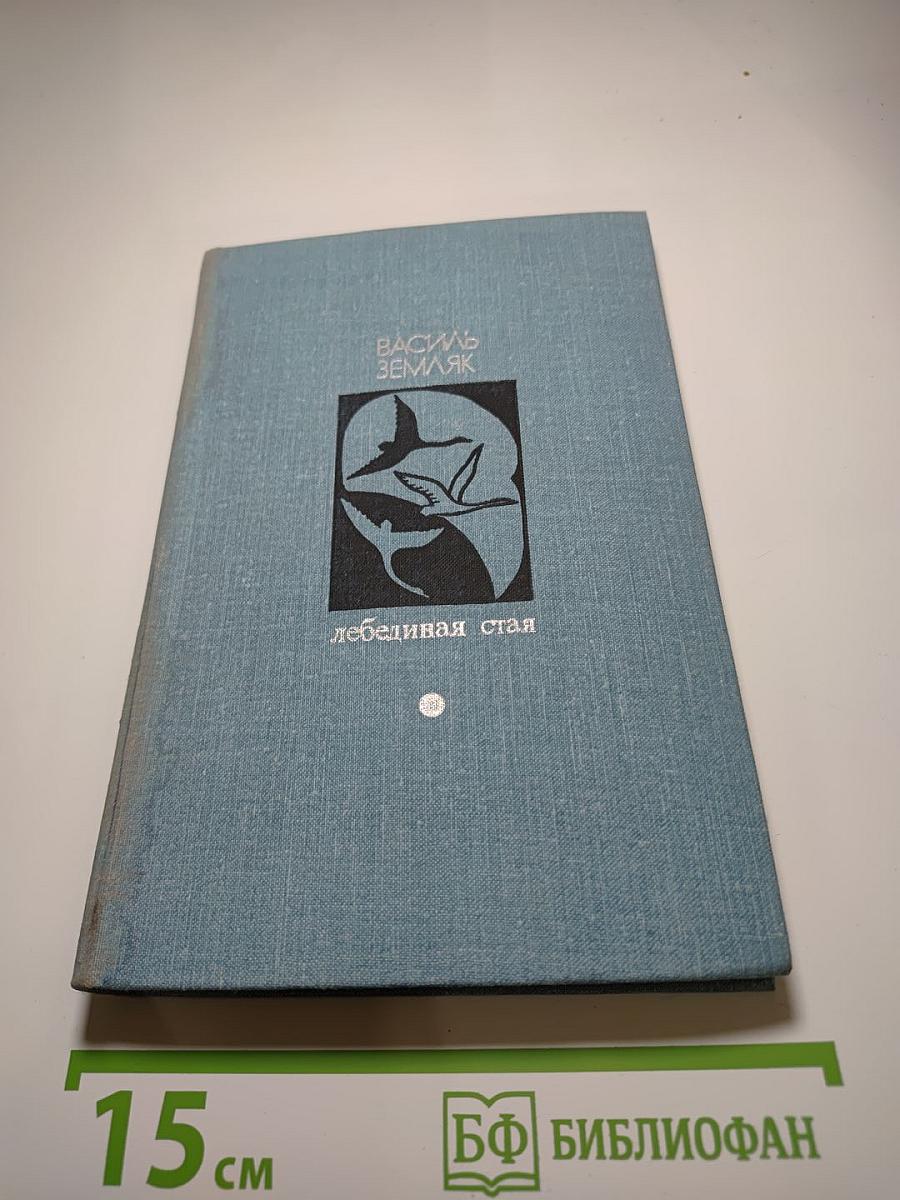 ВАСИЛЬ
ЗЕМЛЯК
лебединая стая
15 см
БФ БИБЛИОФАН